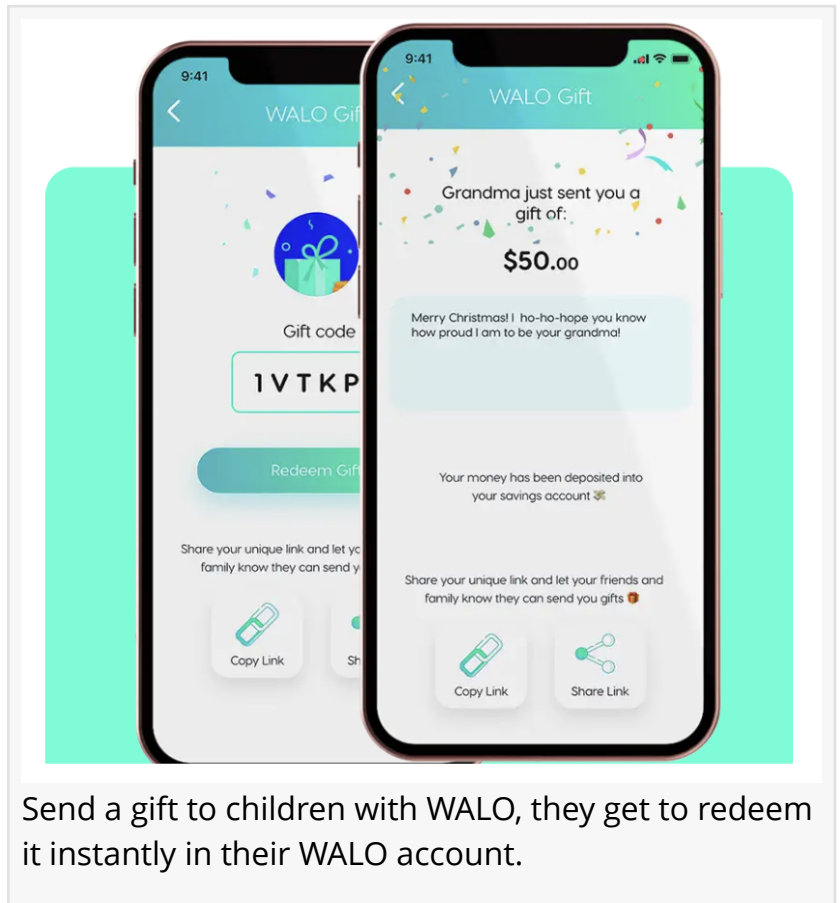 9:41
WALO
Gift code
1VTKP
Redeem
Share your unique link and let
family know they can send
Copy Link
9:41
WALO Gift
Grandma just sent you a
gift of:
$50.00
Merry Christmas! I ho-ho-hope you know
how proud I am to be your grandma!
Your money has been deposited into
your savings account
Share your unique link and let your friends and
family know they can send you gifts
Copy Link
Share Link
Send a gift to children with WALO, they get to redeem
it instantly in their WALO account.